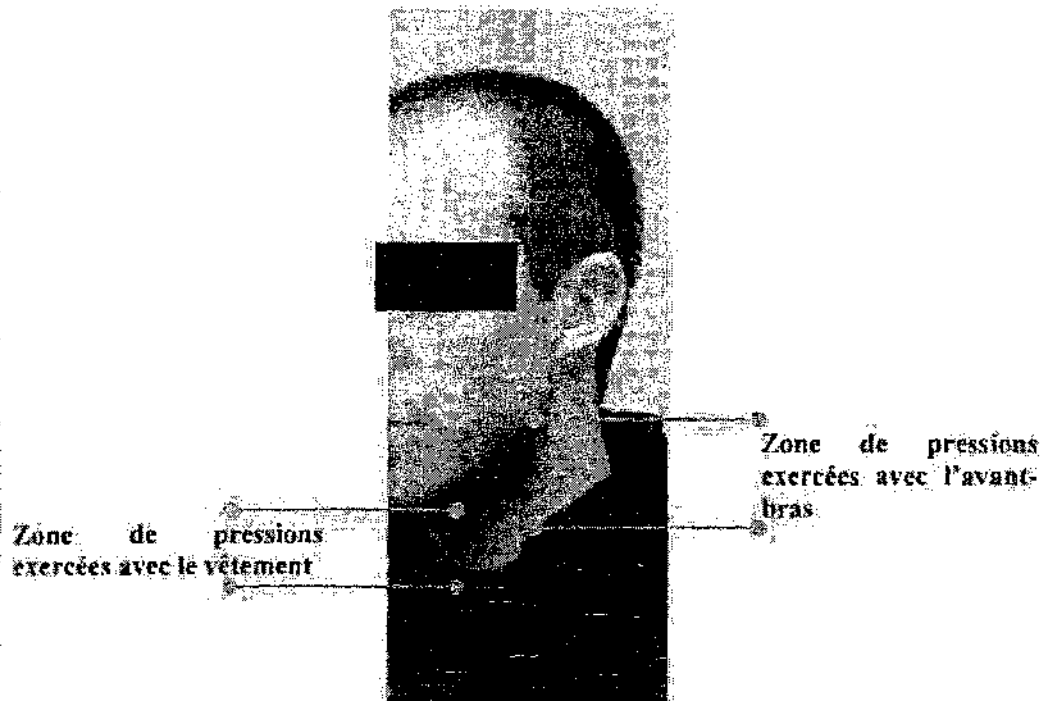 Zone de pressions
exercées avec l'avant-
bras
Zone de pressions
exercées avec le vêtement